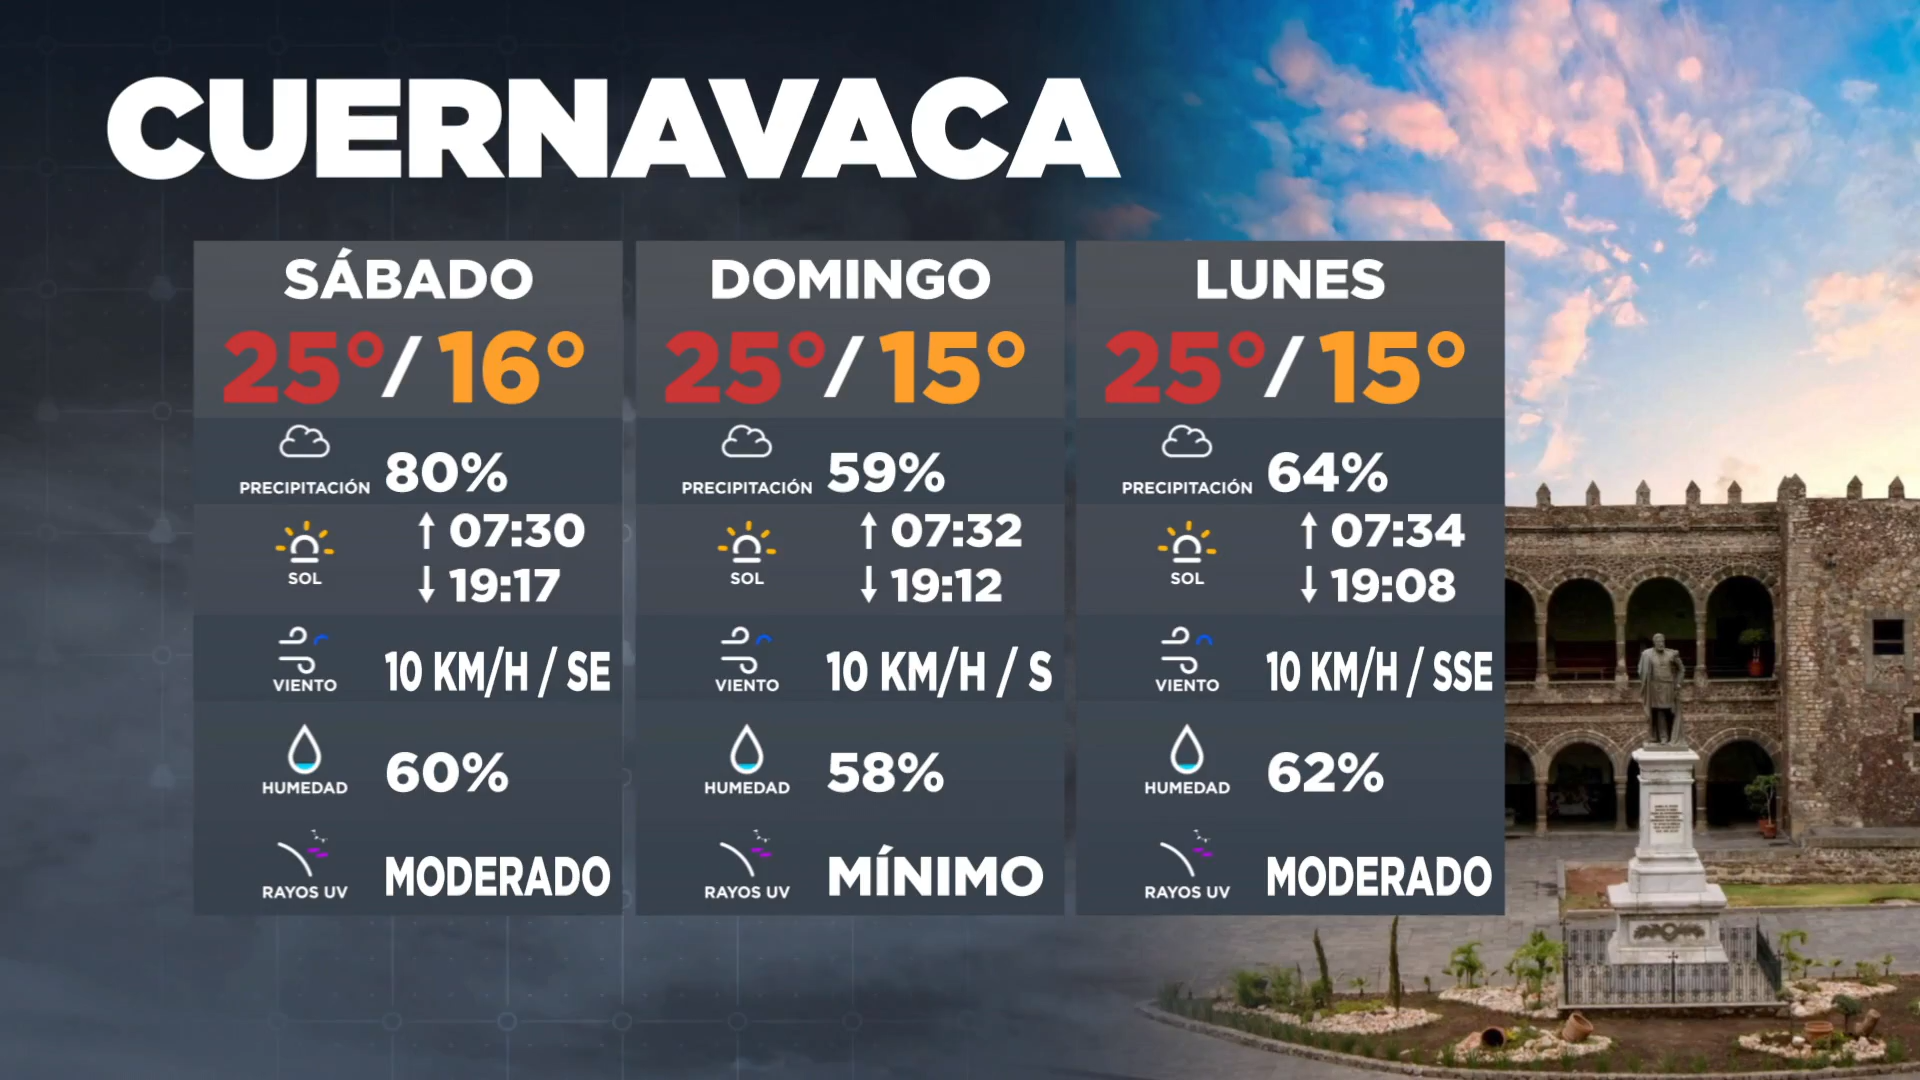 CUERNAVACA
SÁBADO
25°/16°
PRECIPITACIÓN 80%
SOL
↑ 07:30
↓ 19:17
VIENTO 10 KM/H / SE
HUMEDAD 60%
RAYOS UV MODERADO
DOMINGO
25°/15°
PRECIPITACIÓN 59%
SOL
↑ 07:32
↓ 19:12
VIENTO 10 KM/H / S
HUMEDAD 58%
RAYOS UV MÍNIMO
LUNES
25°/15°
PRECIPITACIÓN 64%
SOL
↑ 07:34
↓ 19:08
VIENTO 10 KM/H / SSE
HUMEDAD 62%
RAYOS UV MODERADO